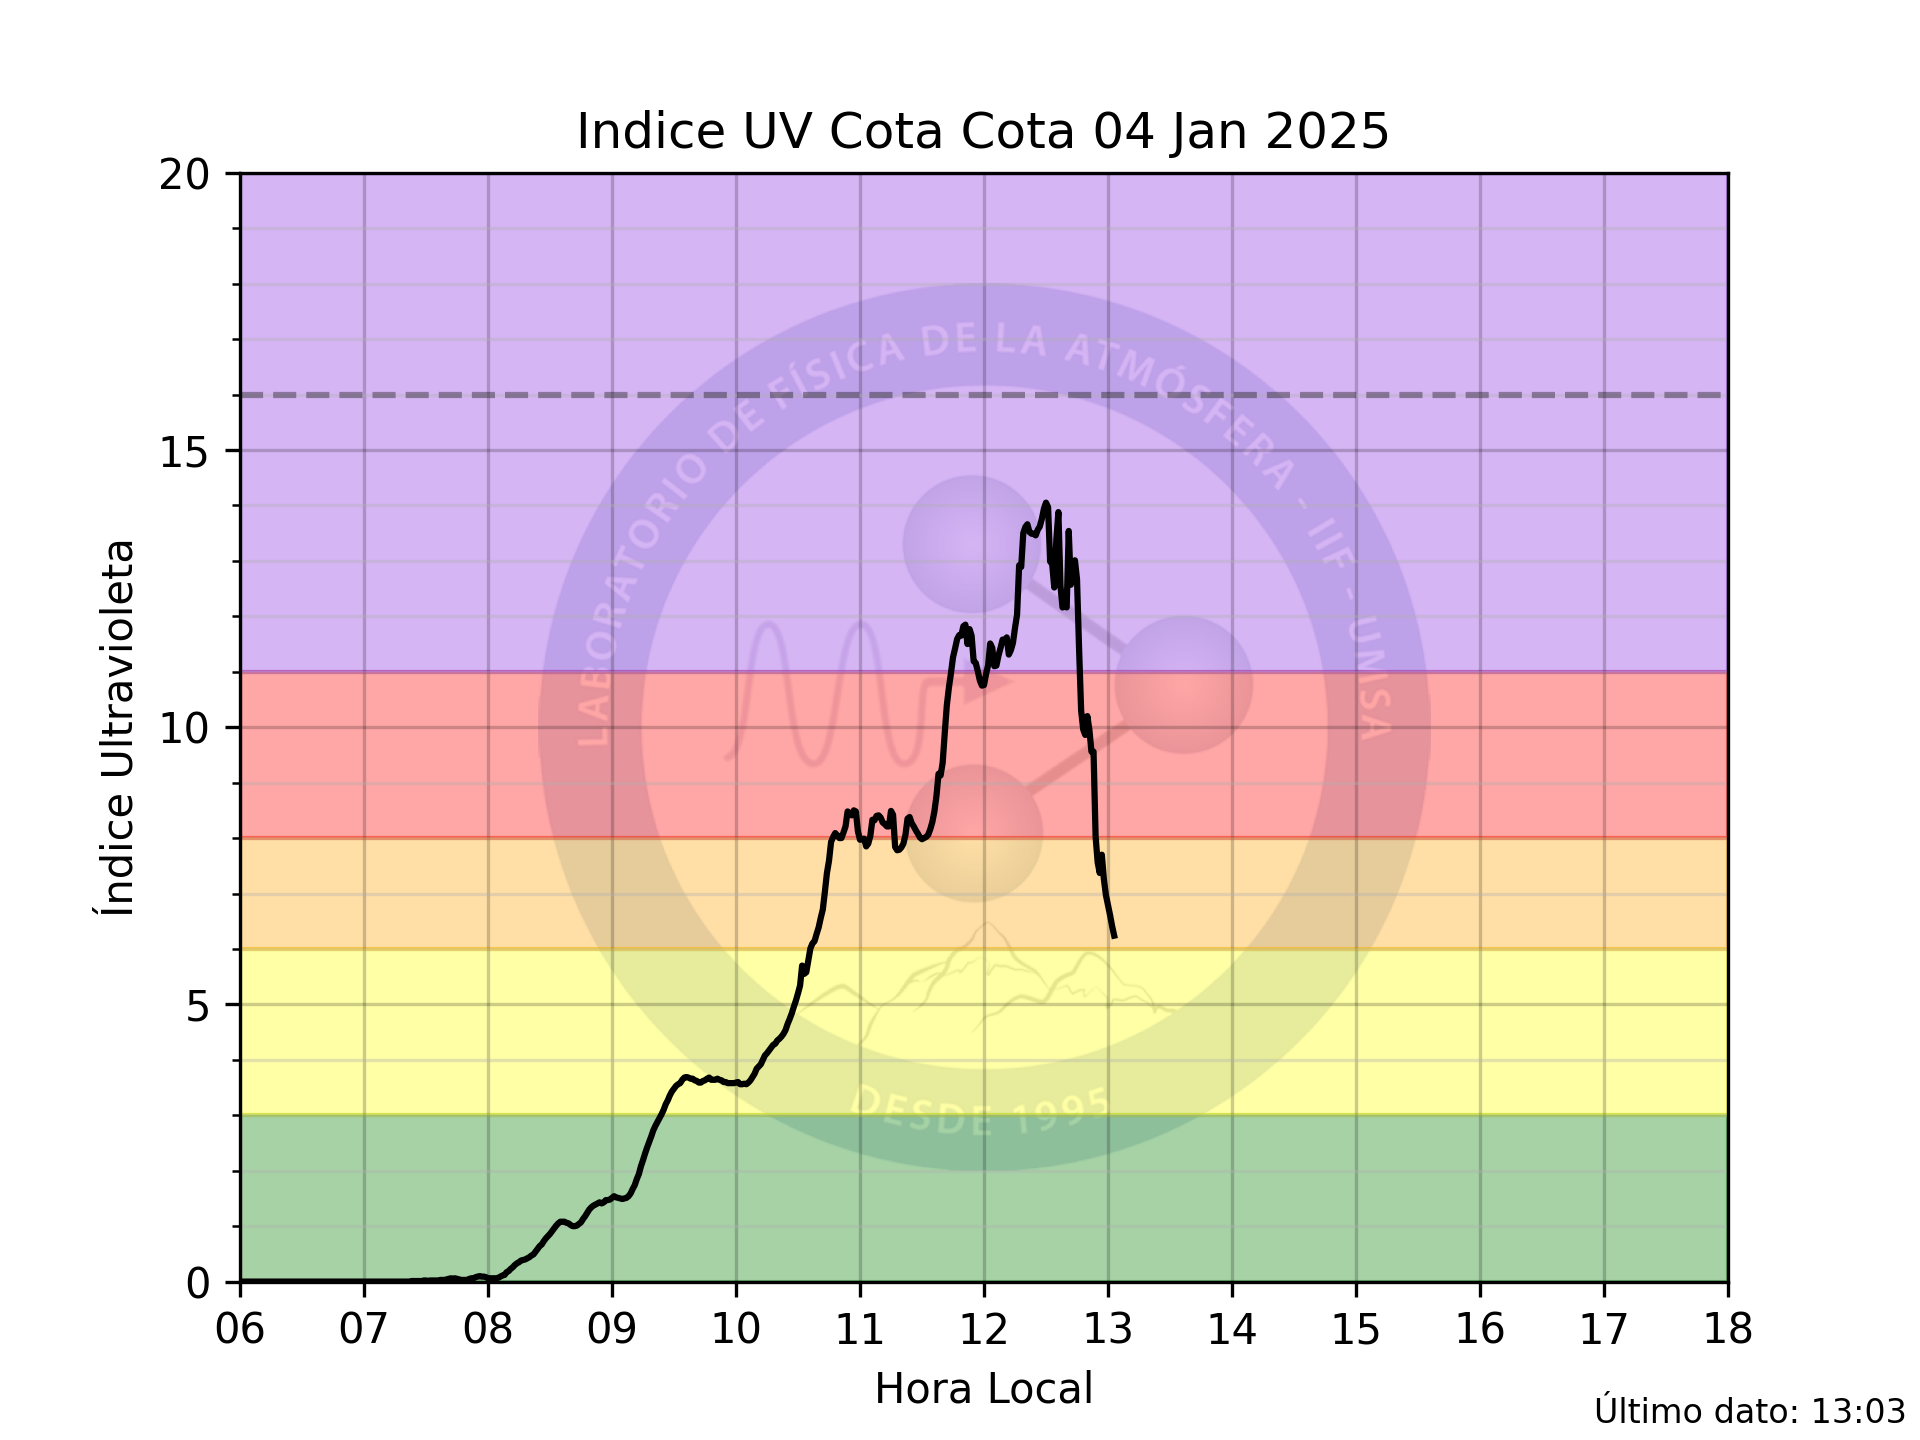 Indice UV Cota Cota 04 Jan 2025
20
15
10
5
0
Índice Ultravioleta
LABORATORIO DE FÍSICA DE LA ATMÓSFERA - IIF - UMSA
DESDE 1995
06 07 08 09 10 11 12 13 14 15 16 17 18
Hora Local
Último dato: 13:03